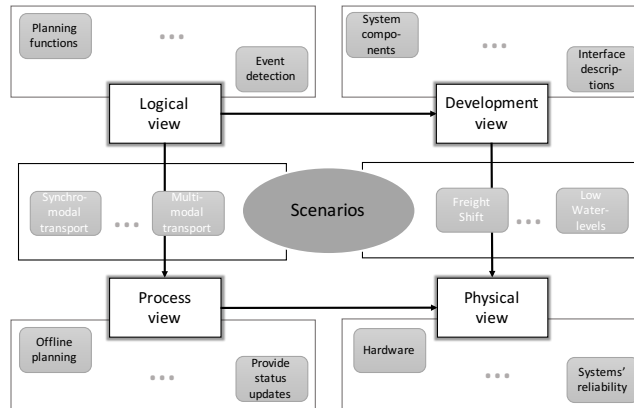 Planning
functions
...
Event
detection
System
compo-
nents
...
Interface
descrip-
tions
Logical
view
Development
view
Synchro-
modal
transport
...
Multi-
modal
transport
Scenarios
Freight
Shift
...
Low
Water-
levels
Process
view
Physical
view
Offline
planning
...
Provide
status
updates
Hardware
...
Systems'
reliability